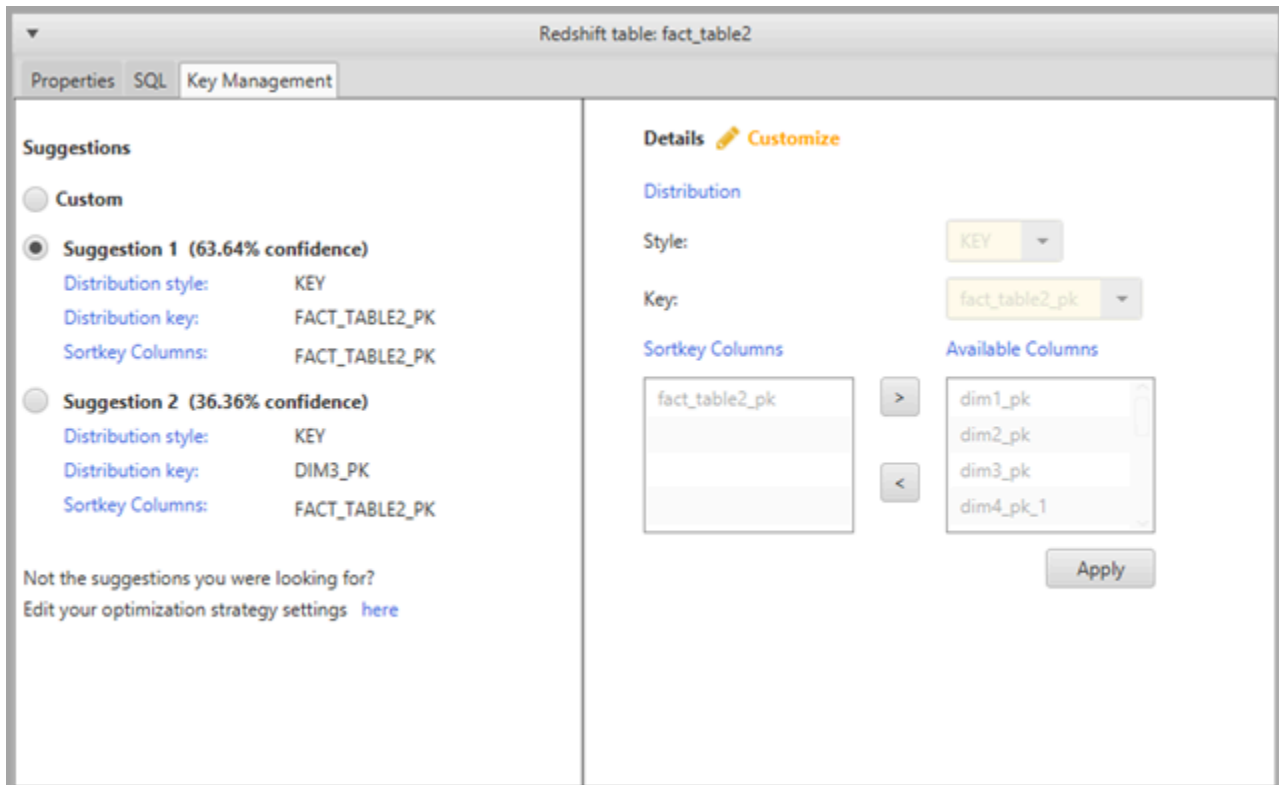 Redshift table: fact_table2
Properties SQL Key Management
Suggestions
Custom
Suggestion 1 (63.64% confidence)
Distribution style: KEY
Distribution key: FACT_TABLE2_PK
Sortkey Columns: FACT_TABLE2_PK
Suggestion 2 (36.36% confidence)
Distribution style: KEY
Distribution key: DIM3_PK
Sortkey Columns: FACT_TABLE2_PK
Not the suggestions you were looking for?
Edit your optimization strategy settings here
Details Customize
Distribution
Style: KEY
Key: fact_table2_pk
Sortkey Columns Available Columns
fact_table2_pk > dim1_pk
dim2_pk
< dim3_pk
dim4_pk_1
Apply